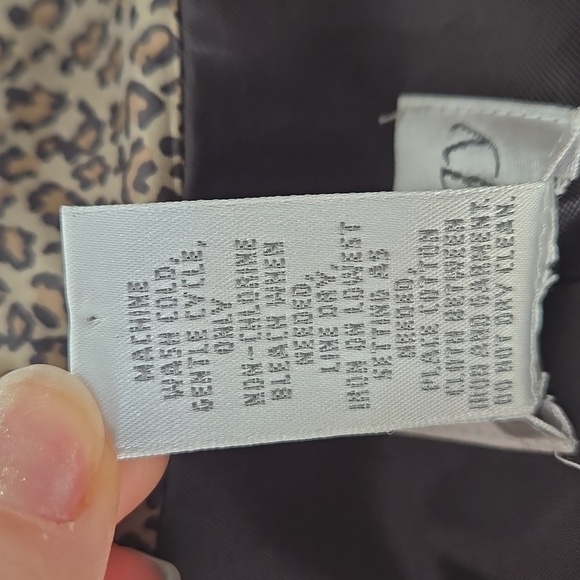 MACHINE
WASH COLD,
GENTLE CYCLE,
ONLY
NON-CHLORINE
BLEACH WHEN
NEEDED,
LINE DRY,
IRON ON LOWEST
SETTING AS
NEEDED,
PLACE COTTON
CLOTH BETWEEN
IRON AND GARMENT.
DO NOT DRY CLEAN.